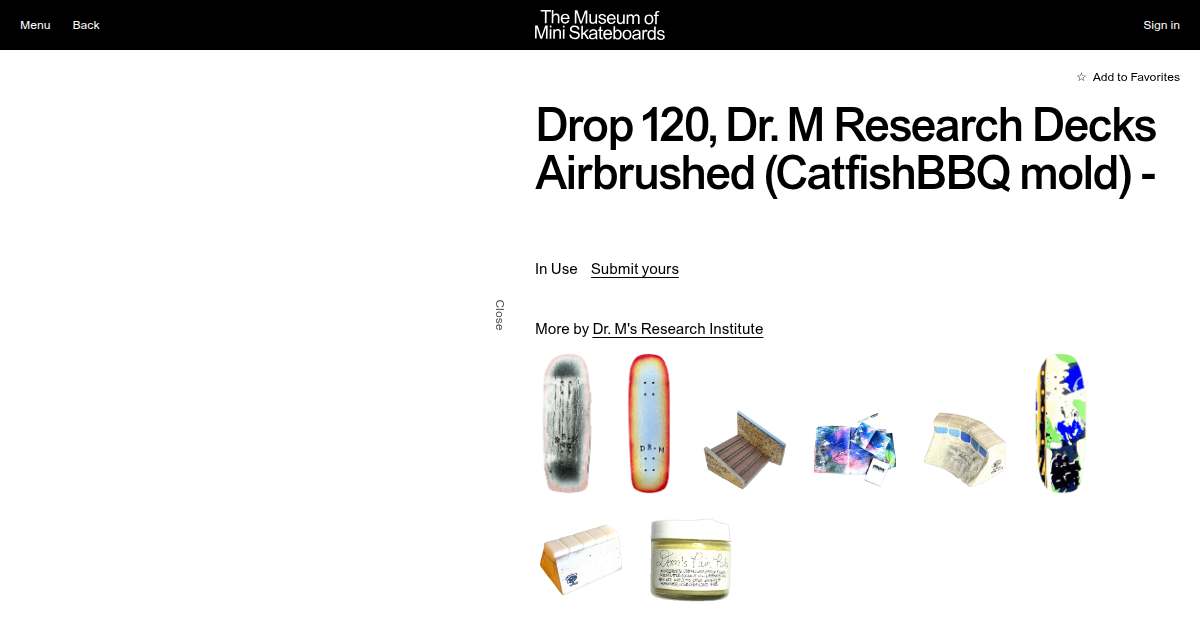 Menu
Back
The Museum of
Mini Skateboards
Sign in
☆ Add to Favorites
Drop 120, Dr. M Research Decks
Airbrushed (CatfishBBQ mold) -
In Use
Submit yours
Close
More by Dr. M's Research Institute
DR.M